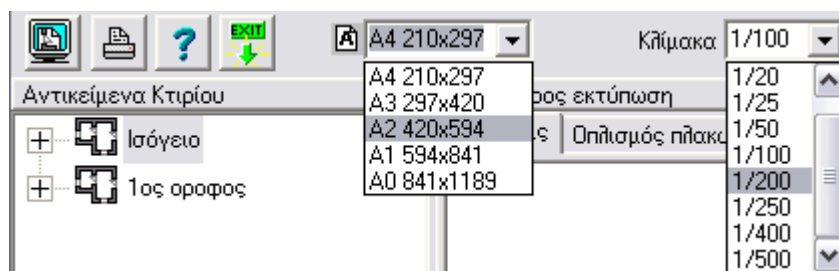 EXIT
A4 210x297
Κλίμακα 1/100
Αντικείμενα Κτιρίου
ρος εκτύπωση
Ισόγειο
1ος οροφος
A4 210x297
A3 297x420
A2 420x594
A1 594x841
A0 841x1189
ς
Οπλισμός πλακώ
1/20
1/25
1/50
1/100
1/200
1/250
1/400
1/500